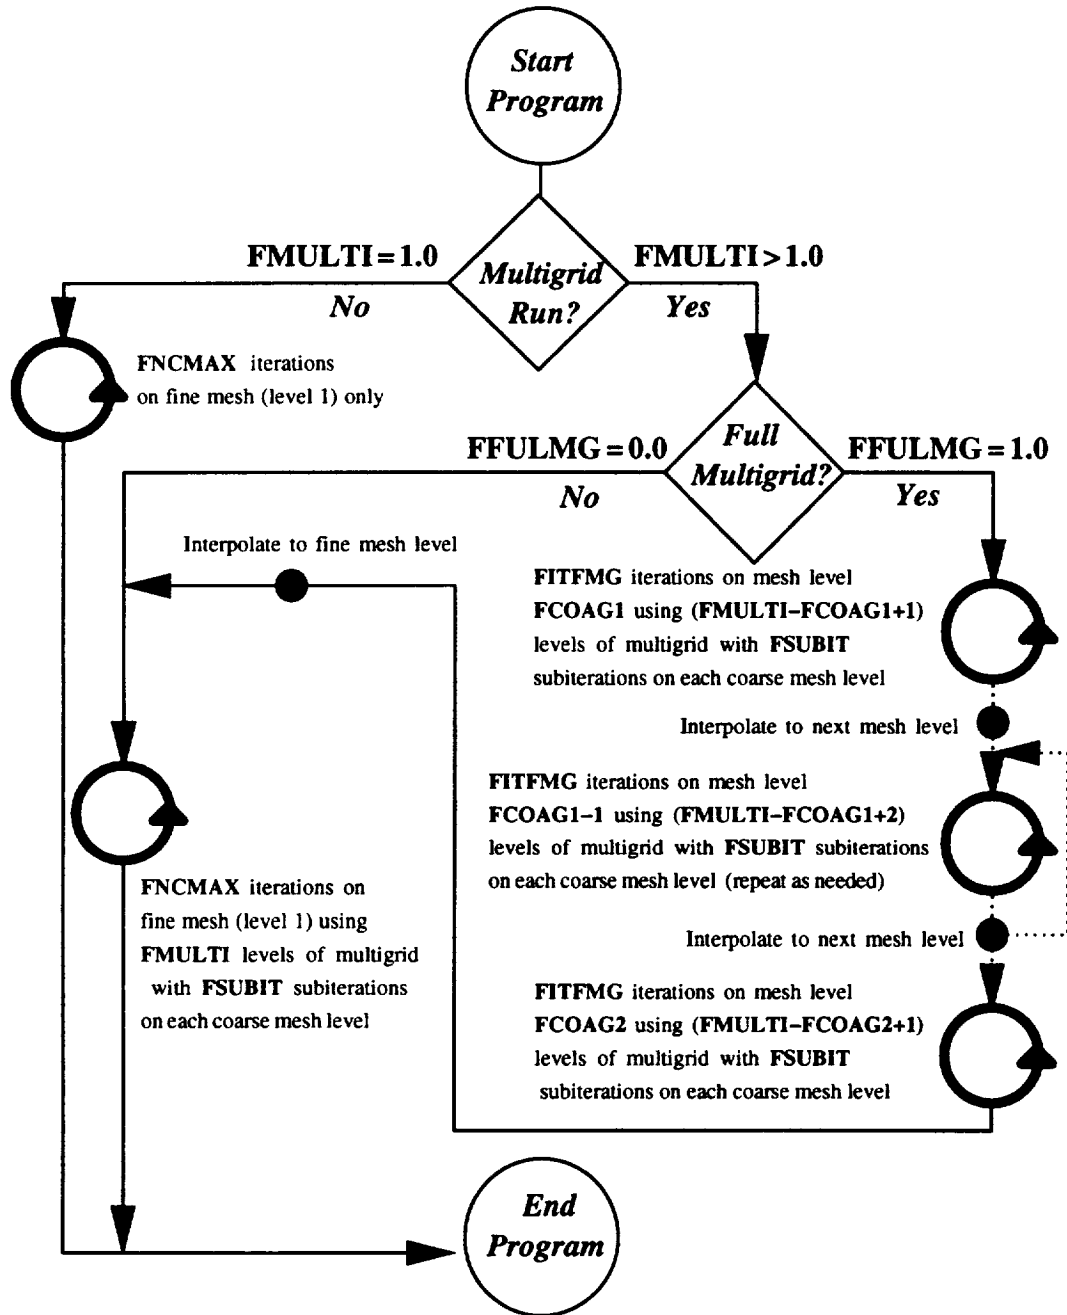 Start
Program
FMULTI=1.0
FMULTI>1.0
Multigrid
Run?
No
Yes
FNCMAX iterations
on fine mesh (level 1) only
Full
Multigrid?
FFULMG=0.0
FFULMG=1.0
No
Yes
Interpolate to fine mesh level
FITFMG iterations on mesh level
FCOAG1 using (FMULTI-FCOAG1+1)
levels of multigrid with FSUBIT
subiterations on each coarse mesh level
Interpolate to next mesh level
FITFMG iterations on mesh level
FCOAG1-1 using (FMULTI-FCOAG1+2)
levels of multigrid with FSUBIT subiterations
on each coarse mesh level (repeat as needed)
FNCMAX iterations on
fine mesh (level 1) using
FMULTI levels of multigrid
with FSUBIT subiterations
on each coarse mesh level
Interpolate to next mesh level
FITFMG iterations on mesh level
FCOAG2 using (FMULTI-FCOAG2+1)
levels of multigrid with FSUBIT
subiterations on each coarse mesh level
End
Program